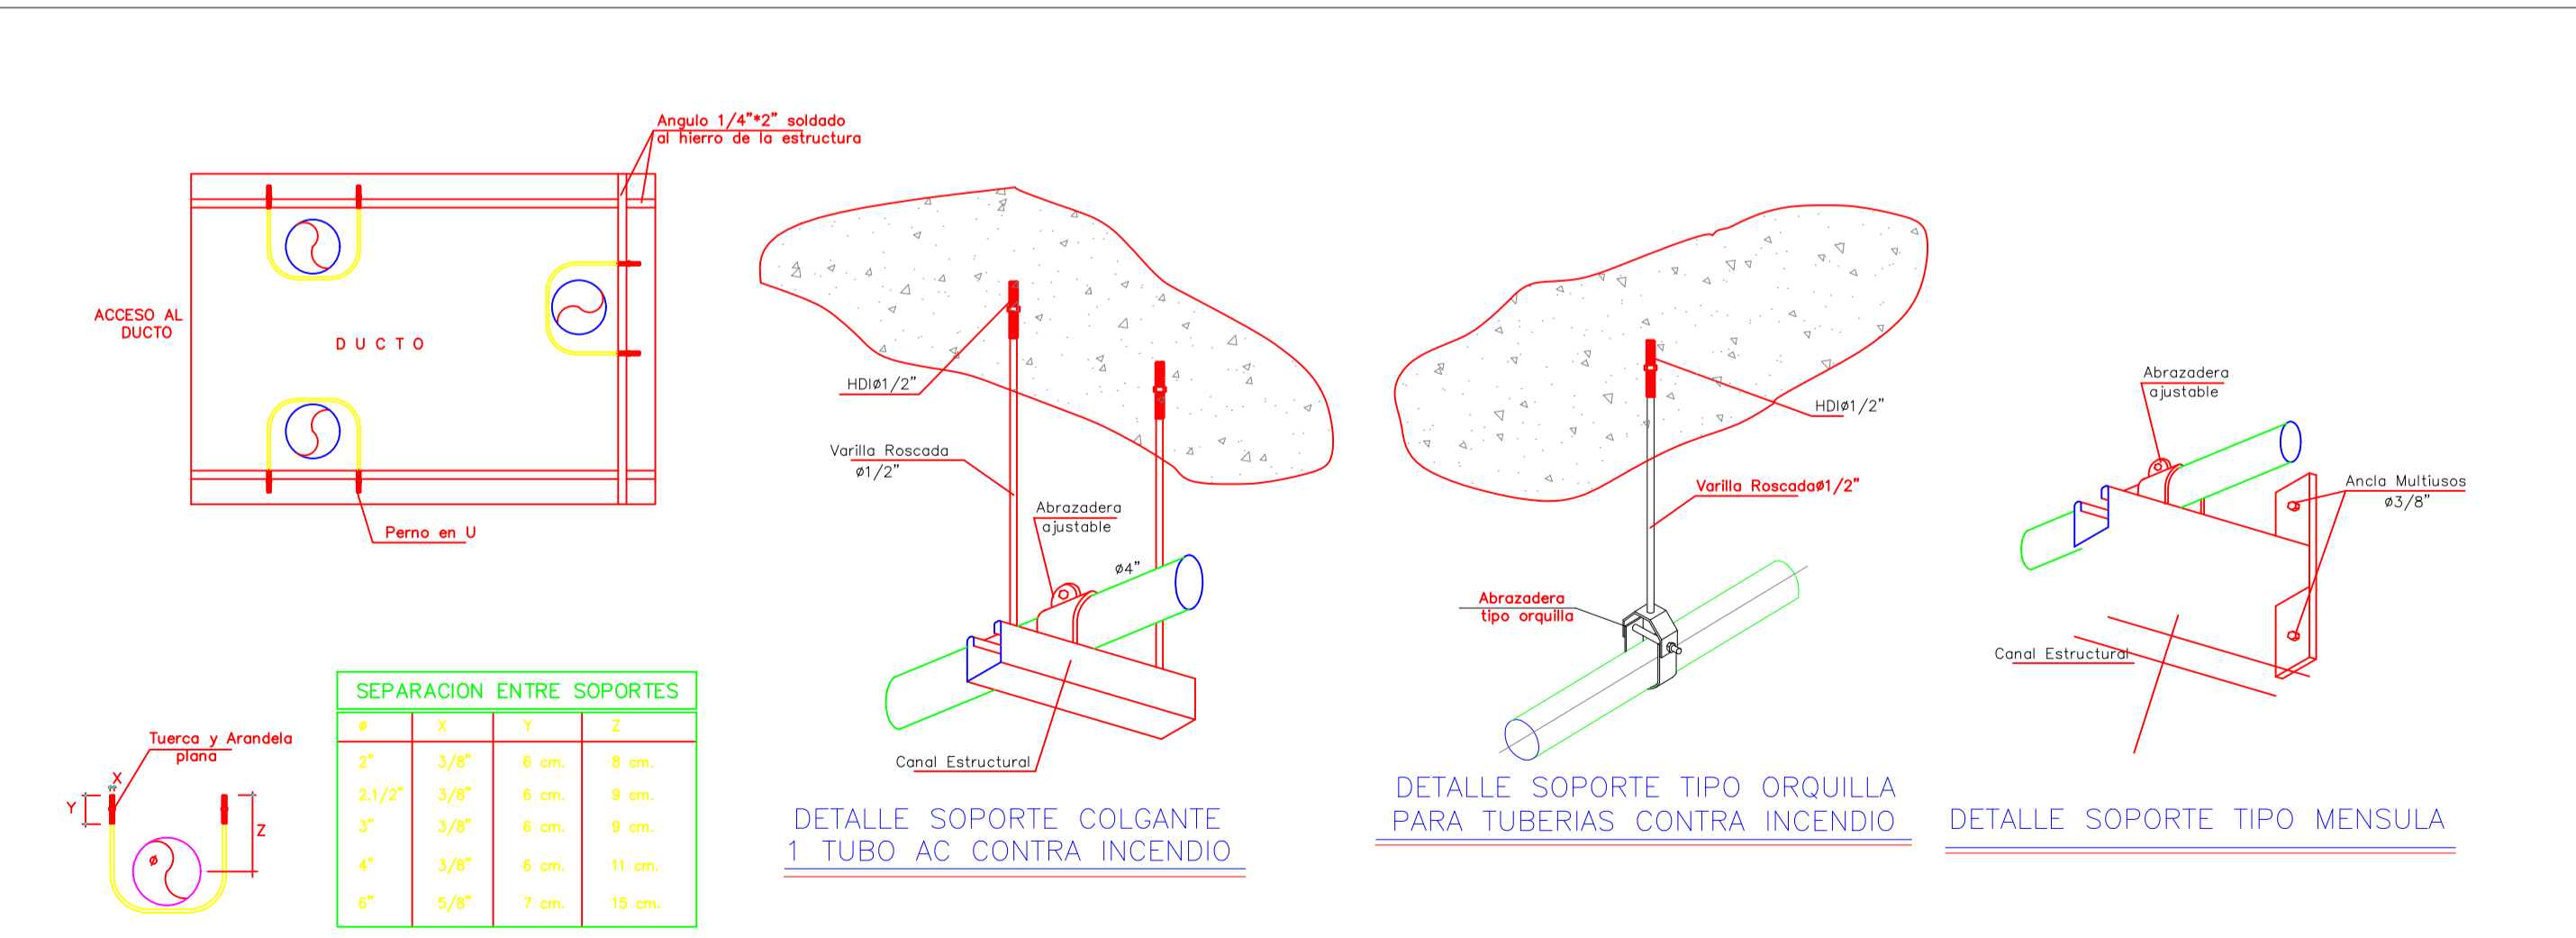 Angulo 1/4"*2" soldado
al hierro de la estructura
ACCESO AL
DUCTO
D U C T O
Perno en U
Tuerca y Arandela
plana
X
Y
Z
ø
SEPARACION ENTRE SOPORTES
ø X Y Z
2" 3/8" 6 cm. 8 cm.
2.1/2" 3/8" 6 cm. 9 cm.
3" 3/8" 6 cm. 9 cm.
4" 3/8" 6 cm. 11 cm.
6" 5/8" 7 cm. 15 cm.
HDIø1/2"
Varilla Roscada
ø1/2"
Abrazadera
ajustable
ø4"
Canal Estructural
DETALLE SOPORTE COLGANTE
1 TUBO AC CONTRA INCENDIO
HDIø1/2"
Varilla Roscadaø1/2"
Abrazadera
tipo orquilla
DETALLE SOPORTE TIPO ORQUILLA
PARA TUBERIAS CONTRA INCENDIO
Abrazadera
ajustable
Ancla Multiusos
ø3/8"
Canal Estructural
DETALLE SOPORTE TIPO MENSULA